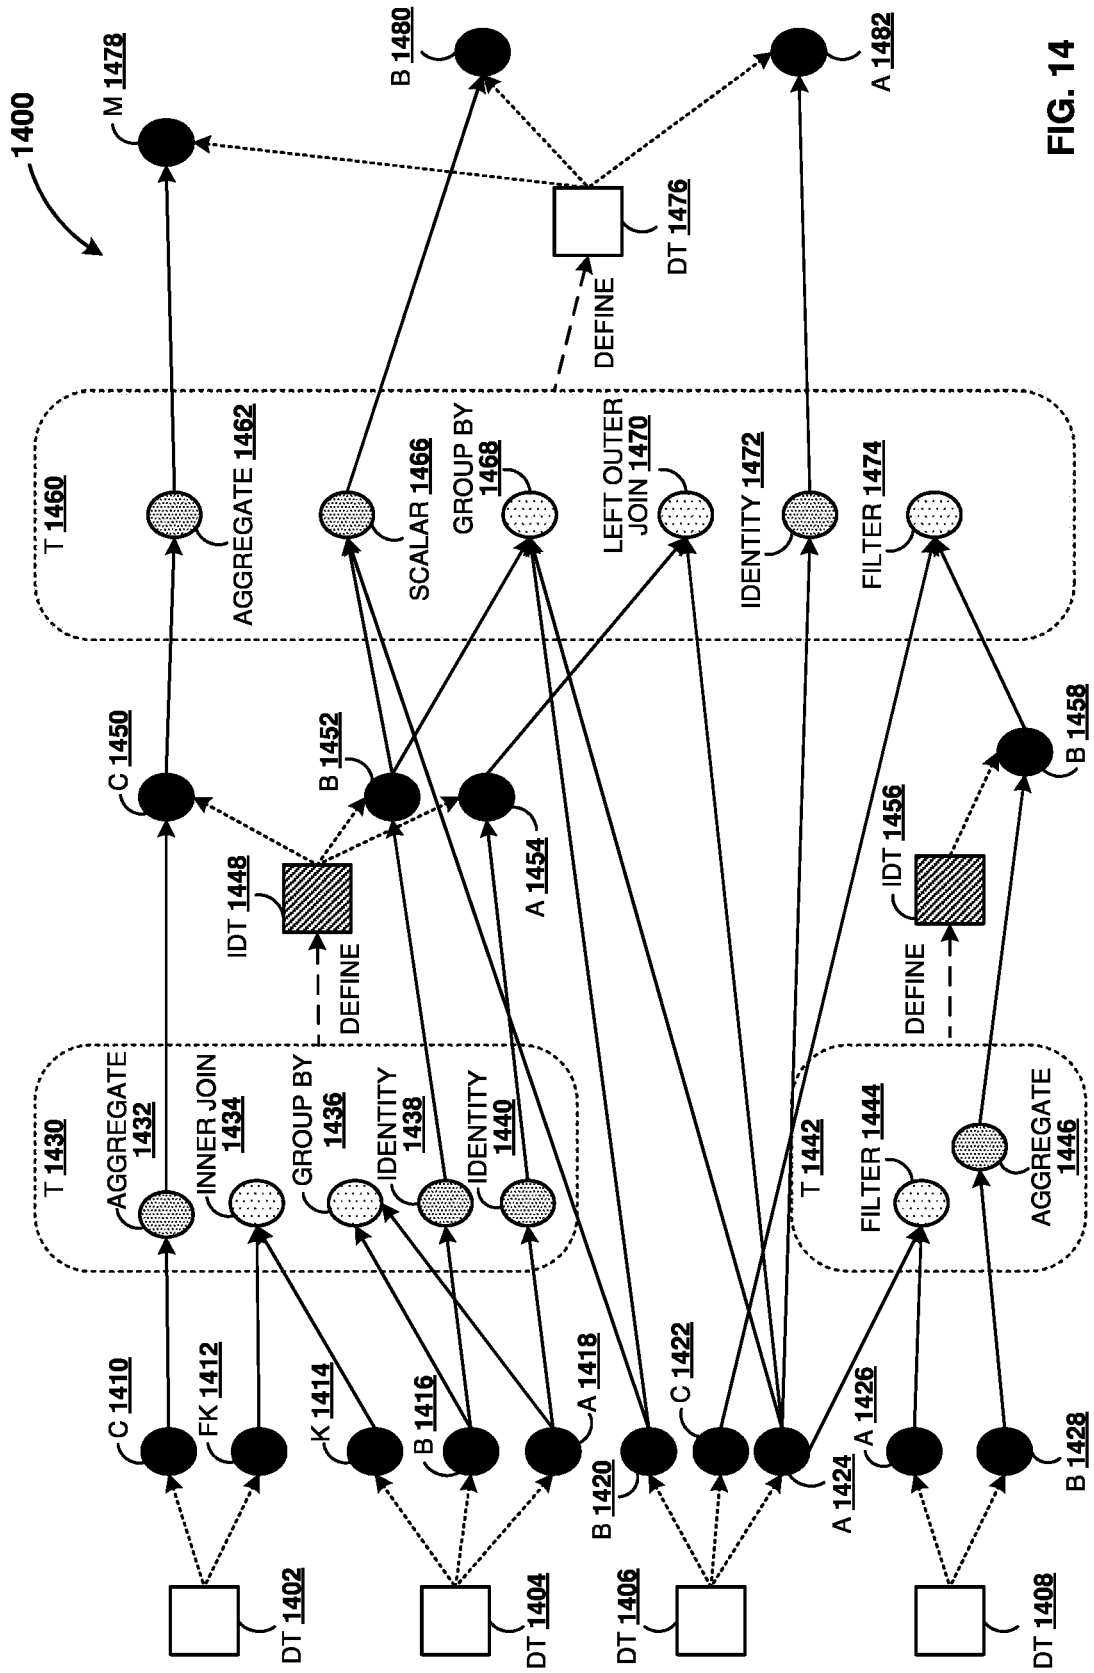 1400
M 1478
B 1480
A 1482
DT 1476
DEFINE
T 1460
AGGREGATE 1462
SCALAR 1466
GROUP BY
1468
LEFT OUTER
JOIN 1470
IDENTITY 1472
FILTER 1474
C 1450
B 1452
A 1454
IDT 1448
DEFINE
B 1458
IDT 1456
DEFINE
T 1430
AGGREGATE
1432
INNER JOIN
1434
GROUP BY
1436
IDENTITY
1438
IDENTITY
1440
T 1442
FILTER 1444
AGGREGATE
1446
C 1410
FK 1412
K 1414
B 1416
A 1418
B 1420
C 1422
A 1424
A 1426
B 1428
DT 1402
DT 1404
DT 1406
DT 1408
FIG. 14